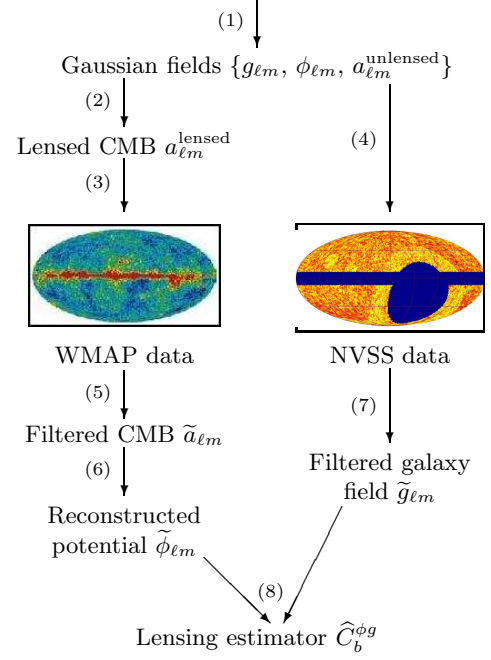 (1)
Gaussian fields {g_{ℓm}, ϕ_{ℓm}, a_{ℓm}^{unlensed}}
(2)
Lensed CMB a_{ℓm}^{lensed}
(4)
(3)
WMAP data
NVSS data
(5)
(7)
Filtered CMB ã_{ℓm}
(6)
Filtered galaxy
field g̃_{ℓm}
Reconstructed
potential ϕ̃_{ℓm}
(8)
Lensing estimator Ĉ_b^{ϕg}